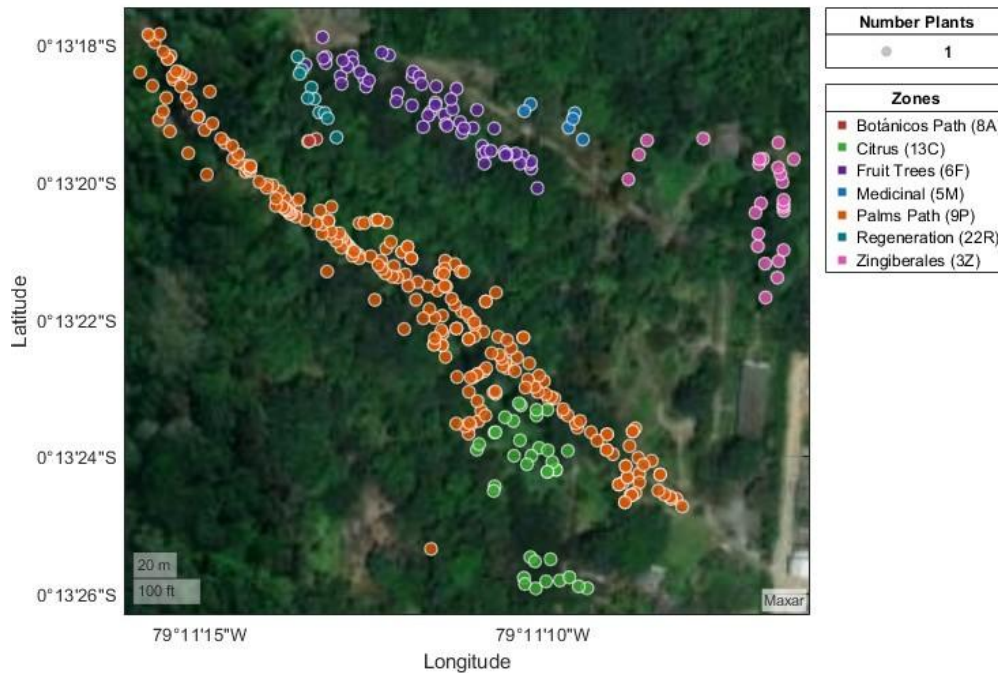 0°13'18"S
0°13'20"S
0°13'22"S
0°13'24"S
0°13'26"S
Latitude
20 m
100 ft
Maxar
79°11'15"W
79°11'10"W
Longitude
Number Plants
1
Zones
Botánicos Path (8A
Citrus (13C)
Fruit Trees (6F)
Medicinal (5M)
Palms Path (9P)
Regeneration (22R)
Zingiberales (3Z)